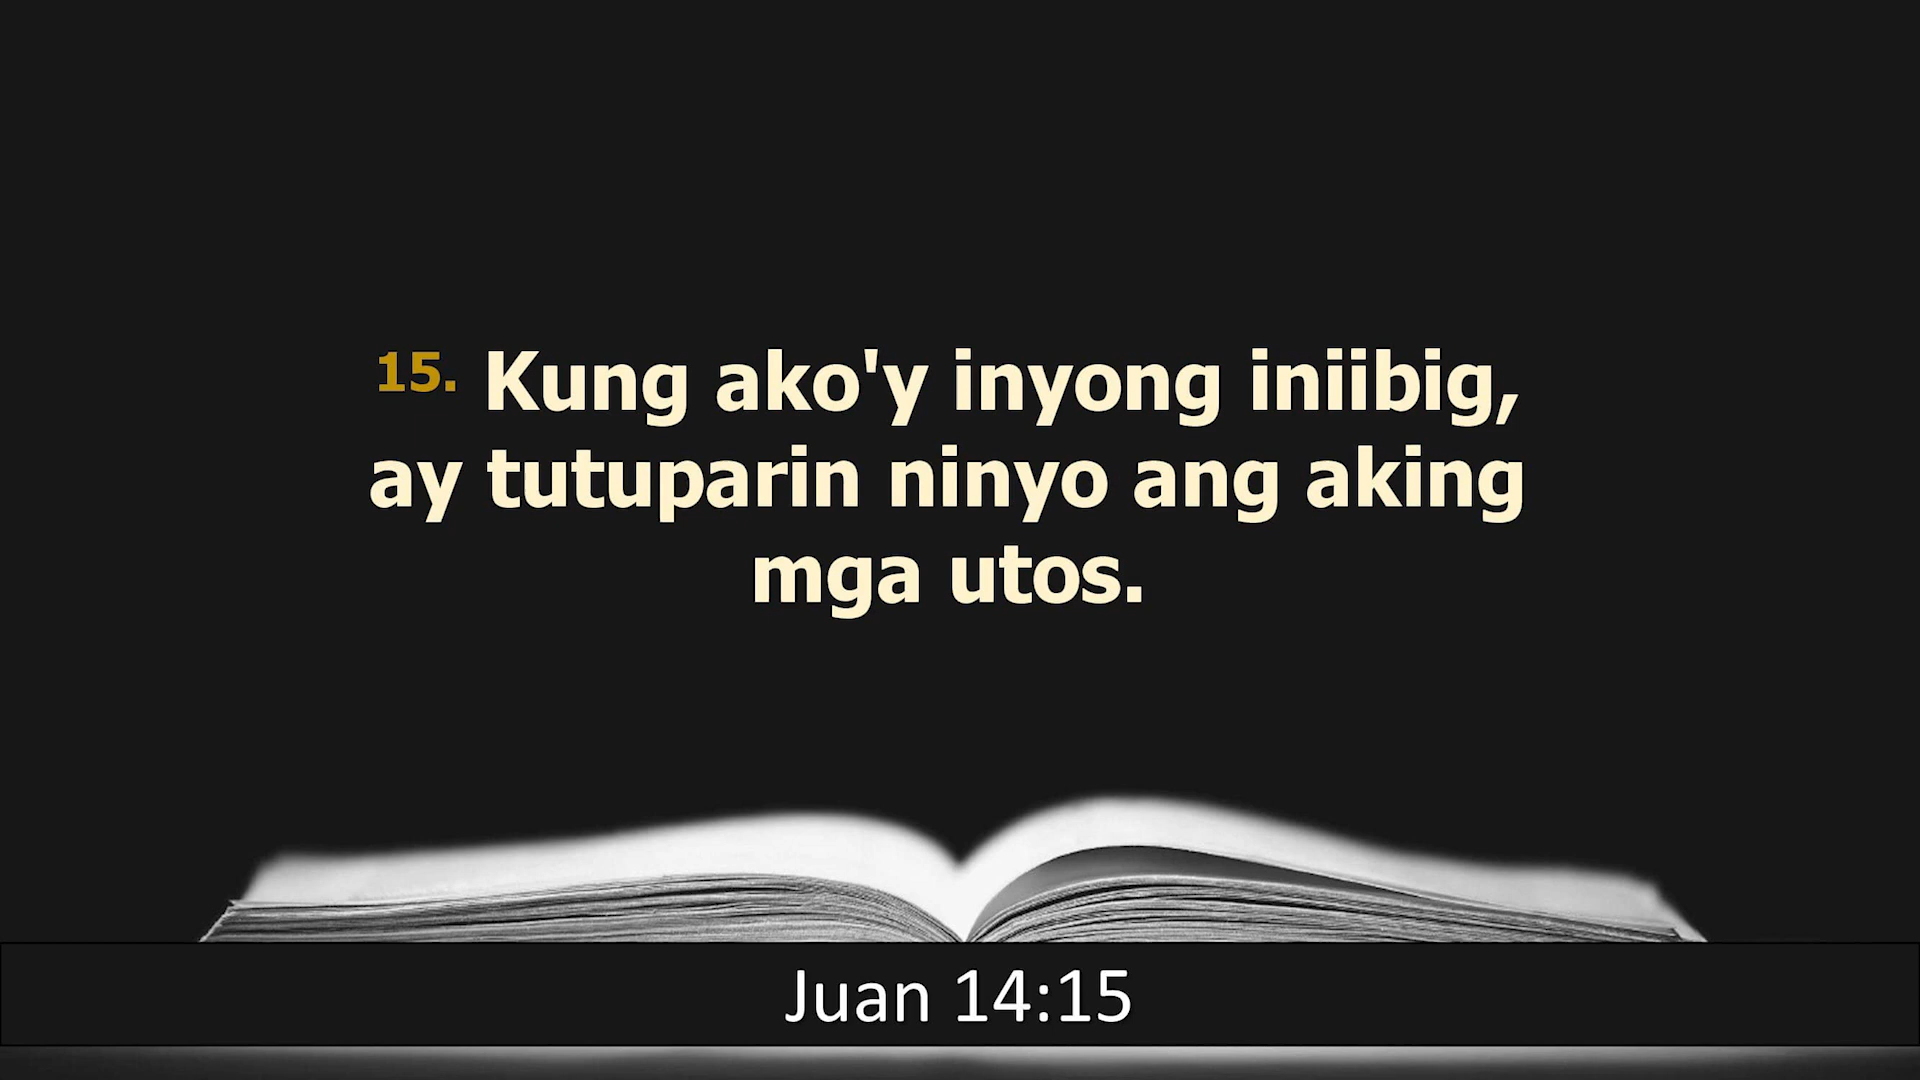 15. Kung ako'y inyong iniibig,
ay tutuparin ninyo ang aking
mga utos.
Juan 14:15